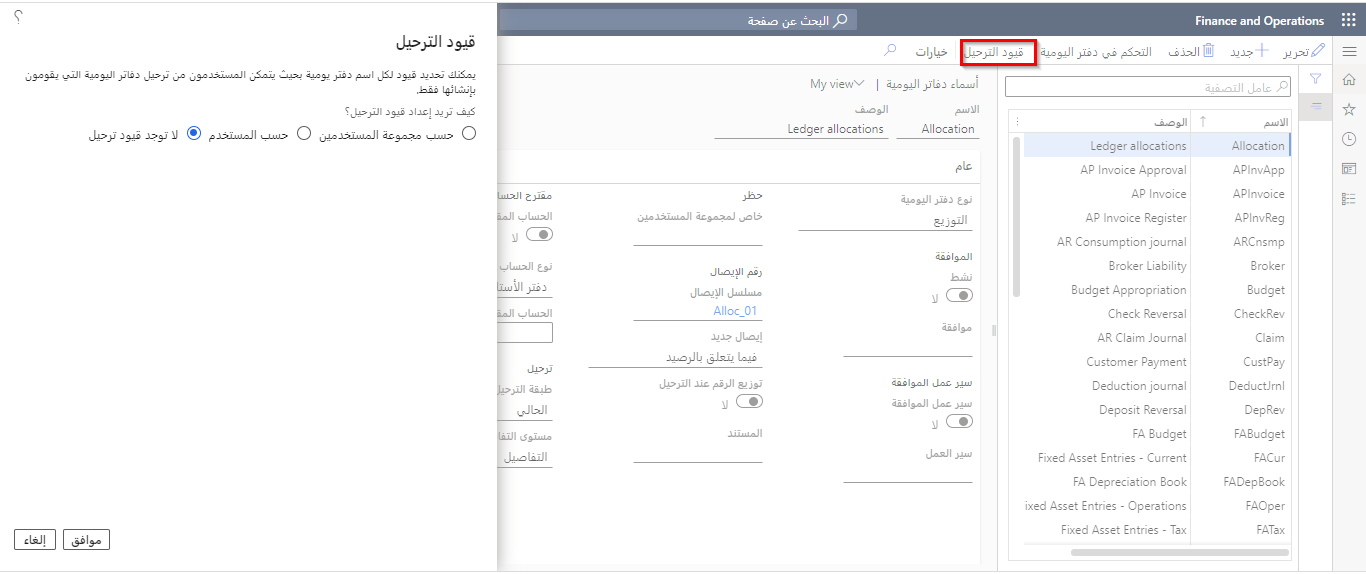 Finance and Operations
البحث عن صفحة
؟
تحرير
جديد
الحذف
التحكم في دفتر اليومية
قيود الترحيل
خيارات
عامل التصفية
الاسم
الوصف
Allocation Ledger allocations
APInvApp AP Invoice Approval
APInvoice AP Invoice
APInvReg AP Invoice Register
ARCnsmp AR Consumption journal
Broker Broker Liability
Budget Budget Appropriation
CheckRev Check Reversal
Claim AR Claim Journal
CustPay Customer Payment
DeductJrnl Deduction journal
DepRev Deposit Reversal
FABudget FA Budget
FACur Fixed Asset Entries - Current
FADepBook FA Depreciation Book
FAOper ixed Asset Entries - Operations
FATax Fixed Asset Entries - Tax
أسماء دفاتر اليومية | My view
الاسم
Allocation
الوصف
Ledger allocations
عام
نوع دفتر اليومية
التوزيع
الموافقة
نشط
لا
موافقة
سير عمل الموافقة
سير عمل الموافقة
لا
سير العمل
حظر
خاص لمجموعة المستخدمين
رقم الإيصال
مسلسل الإيصال
Alloc_01
إيصال جديد
فيما يتعلق بالرصيد
توزيع الرقم عند الترحيل
لا
المستند
مقترح الحسا
الحساب المق
لا
نوع الحساب
دفتر الأستا
الحساب المق
ترحيل
طبقة الترحيل
الحالي
مستوى التفا
التفاصيل
قيود الترحيل
يمكنك تحديد قيود لكل اسم دفتر يومية بحيث يتمكن المستخدمون من ترحيل دفاتر اليومية التي يقومون
بإنشائها فقط.
كيف تريد إعداد قيود الترحيل؟
حسب مجموعة المستخدمين
حسب المستخدم
لا توجد قيود ترحيل
موافق
إلغاء